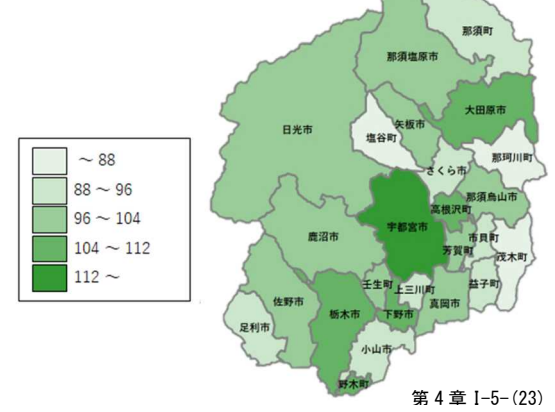 那須町
那須塩原市
大田原市
日光市
矢板市
塩谷町
那珂川町
さくら市
那須烏山市
高根沢町
宇都宮市
鹿沼市
市貝町
芳賀町
茂木町
壬生町
上三川町
益子町
真岡市
佐野市
栃木市
下野市
足利市
小山市
野木町
～ 88
88 ～ 96
96 ～ 104
104 ～ 112
112 ～
第 4 章 Ⅰ-5-(23)